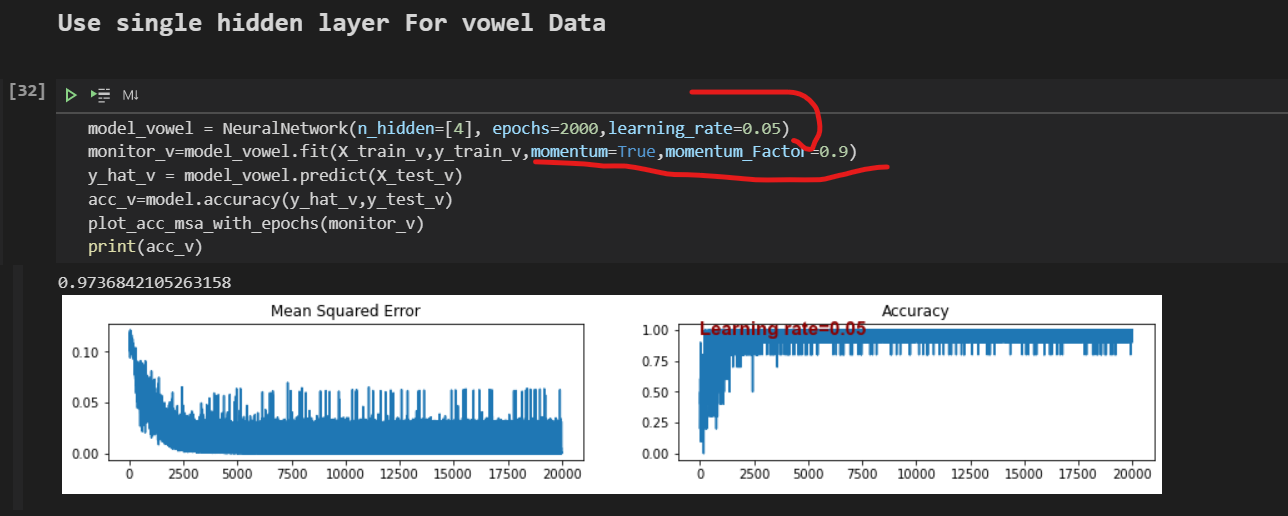 Use single hidden layer For vowel Data
[32]
M↓
model_vowel = NeuralNetwork(n_hidden=[4], epochs=2000,learning_rate=0.05)
monitor_v=model_vowel.fit(X_train_v,y_train_v,momentum=True,momentum_Factor=0.9)
y_hat_v = model_vowel.predict(X_test_v)
acc_v=model.accuracy(y_hat_v,y_test_v)
plot_acc_msa_with_epochs(monitor_v)
print(acc_v)
0.9736842105263158
Mean Squared Error
0.10
0.05
0.00
0 2500 5000 7500 10000 12500 15000 17500 20000
Accuracy
Learning rate=0.05
1.00
0.75
0.50
0.25
0.00
0 2500 5000 7500 10000 12500 15000 17500 20000